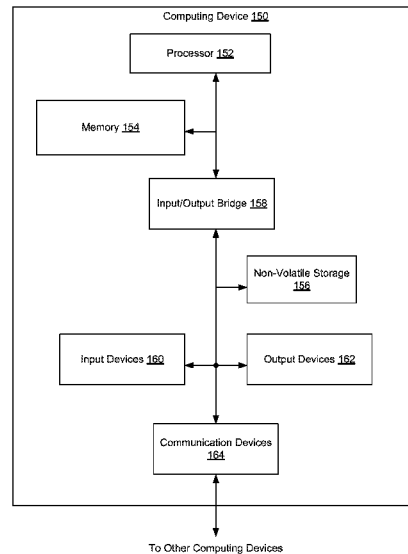 Computing Device 150
Processor 152
Memory 154
Input/Output Bridge 158
Non-Volatile Storage
156
Input Devices 160
Output Devices 162
Communication Devices
164
To Other Computing Devices